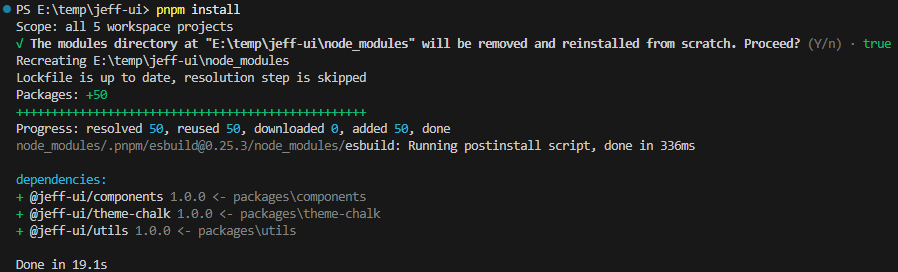 PS E:\temp\jeff-ui> pnpm install
Scope: all 5 workspace projects
√ The modules directory at "E:\temp\jeff-ui\node_modules" will be removed and reinstalled from scratch. Proceed? (Y/n) · true
Recreating E:\temp\jeff-ui\node_modules
Lockfile is up to date, resolution step is skipped
Packages: +50
++++++++++++++++++++++++++++++++++++++++++++++++++
Progress: resolved 50, reused 50, downloaded 0, added 50, done
node_modules/.pnpm/esbuild@0.25.3/node_modules/esbuild: Running postinstall script, done in 336ms
dependencies:
+ @jeff-ui/components 1.0.0 <- packages\components
+ @jeff-ui/theme-chalk 1.0.0 <- packages\theme-chalk
+ @jeff-ui/utils 1.0.0 <- packages\utils
Done in 19.1s